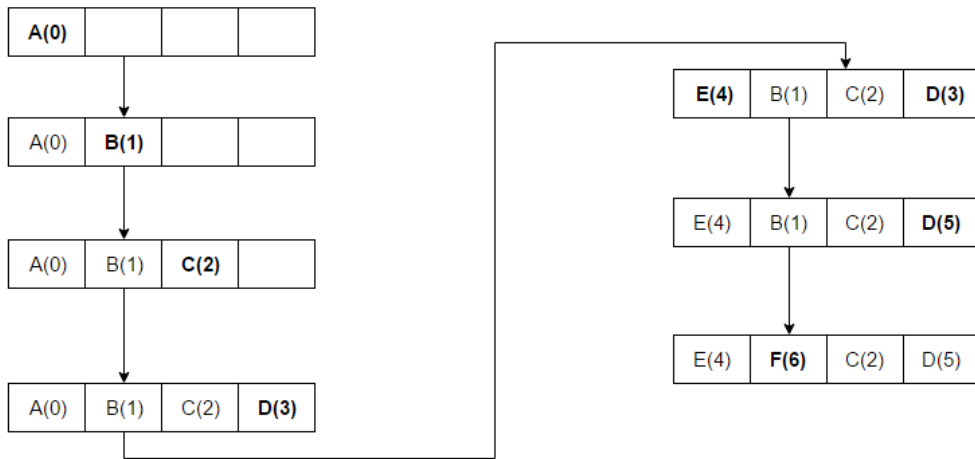 A(0)
A(0) B(1)
A(0) B(1) C(2)
A(0) B(1) C(2) D(3)
E(4) B(1) C(2) D(3)
E(4) B(1) C(2) D(5)
E(4) F(6) C(2) D(5)